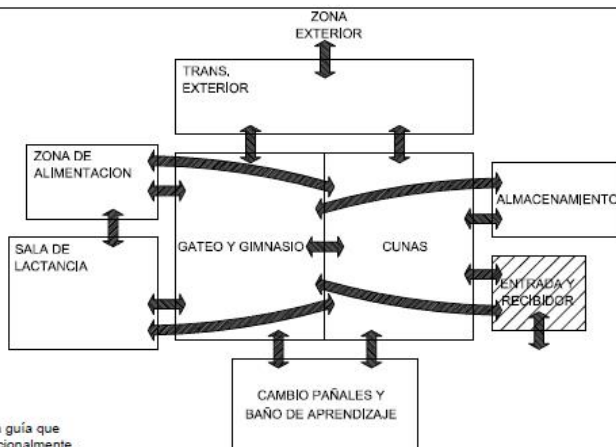 ZONA
EXTERIOR
TRANS.
EXTERIOR
ZONA DE
ALIMENTACION
SALA DE
LACTANCIA
GATEO Y GIMNASIO
CUNAS
ALMACENAMIENTO
ENTRADA Y
RECIBIDOR
CAMBIO PAÑALES Y
BAÑO DE APRENDIZAJE
guía que
cionalmente